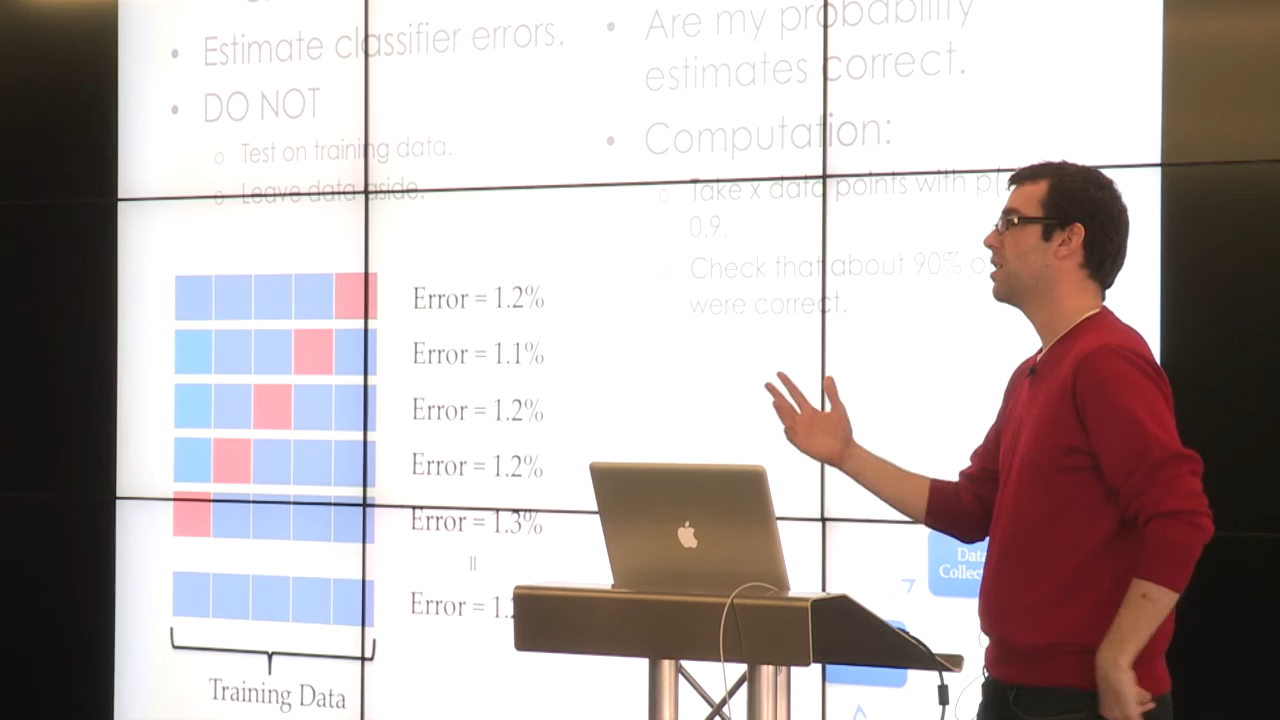 • Estimate classifier errors.
• DO NOT
o Test on training data.
o Leave data aside.
Error = 1.2%
Error = 1.1%
Error = 1.2%
Error = 1.2%
Error = 1.3%
=
Error = 1.
Training Data
• Are my probability
estimates correct.
• Computation:
o Take x data points with p(
0.9.
o Check that about 90% o
were correct.
Data
Collec